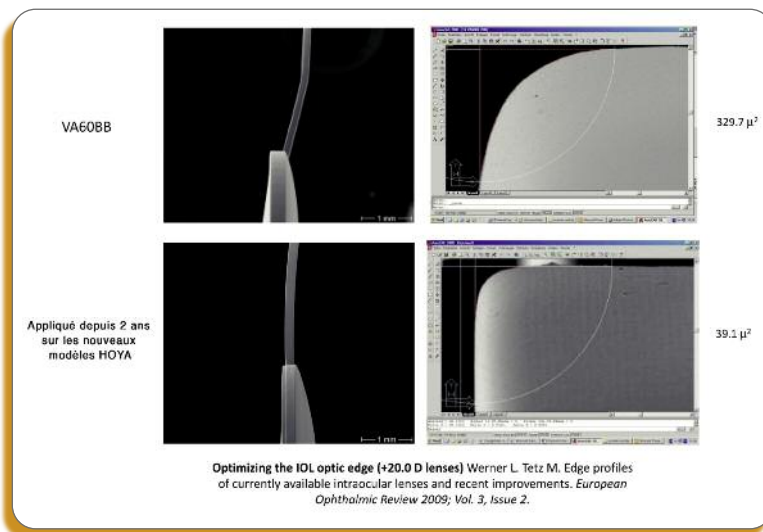 VA60BB
1 mm
329.7 µ²
Appliqué depuis 2 ans
sur les nouveaux
modèles HOYA
1 mm
39.1 µ²
Optimizing the IOL optic edge (+20.0 D lenses) Werner L. Tetz M. Edge profiles
of currently available intraocular lenses and recent improvements. European
Ophthalmic Review 2009; Vol. 3, Issue 2.